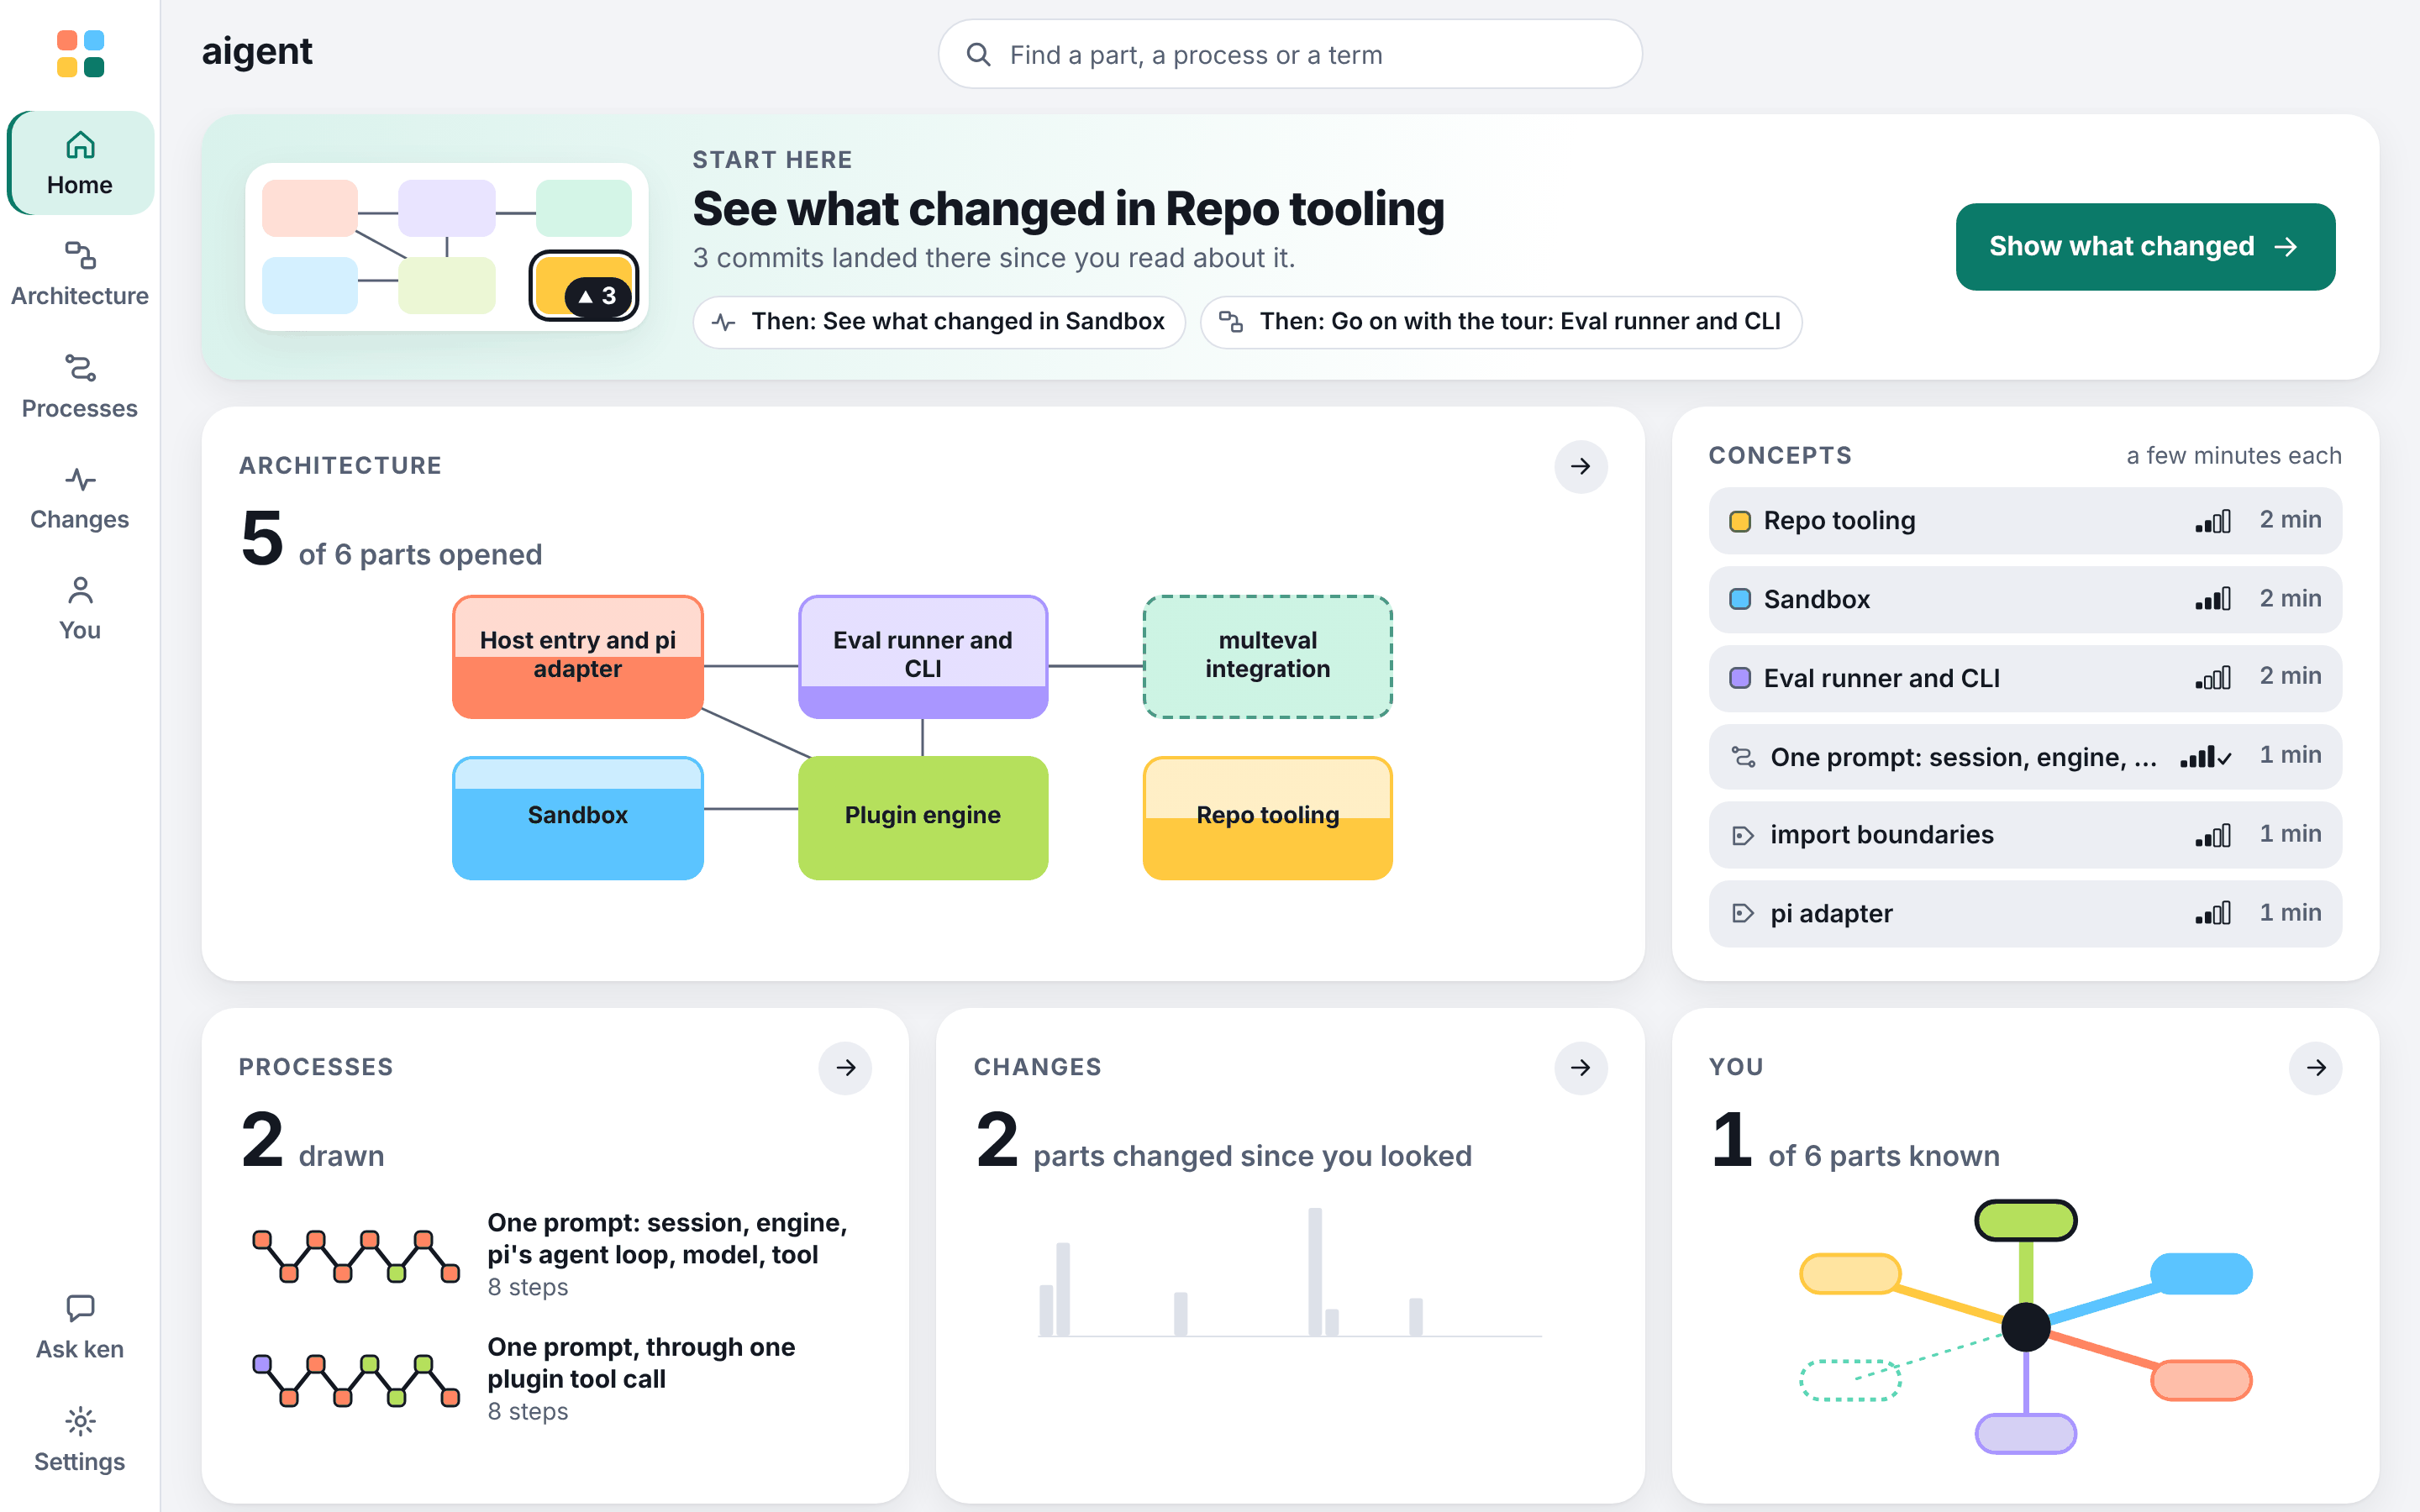 aigent
Find a part, a process or a term
Home
Architecture
Processes
Changes
You
Ask ken
Settings
START HERE
See what changed in Repo tooling
3 commits landed there since you read about it.
▲ 3
Then: See what changed in Sandbox
Then: Go on with the tour: Eval runner and CLI
Show what changed →
ARCHITECTURE
5 of 6 parts opened
Host entry and pi
adapter
Eval runner and
CLI
multeval
integration
Sandbox
Plugin engine
Repo tooling
CONCEPTS
a few minutes each
Repo tooling 2 min
Sandbox 2 min
Eval runner and CLI 2 min
One prompt: session, engine, ... 1 min
import boundaries 1 min
pi adapter 1 min
PROCESSES
2 drawn
One prompt: session, engine,
pi's agent loop, model, tool
8 steps
One prompt, through one
plugin tool call
8 steps
CHANGES
2 parts changed since you looked
YOU
1 of 6 parts known